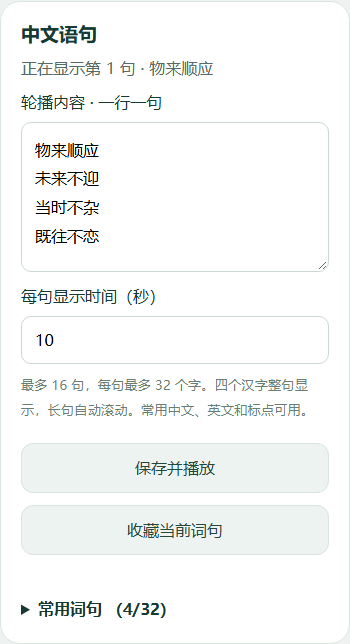 中文语句
正在显示第 1 句 · 物来顺应
轮播内容 · 一行一句
物来顺应
未来不迎
当时不杂
既往不恋
每句显示时间（秒）
10
最多 16 句，每句最多 32 个字。四个汉字整句显
示，长句自动滚动。常用中文、英文和标点可用。
保存并播放
收藏当前词句
▶ 常用词句 （4/32）